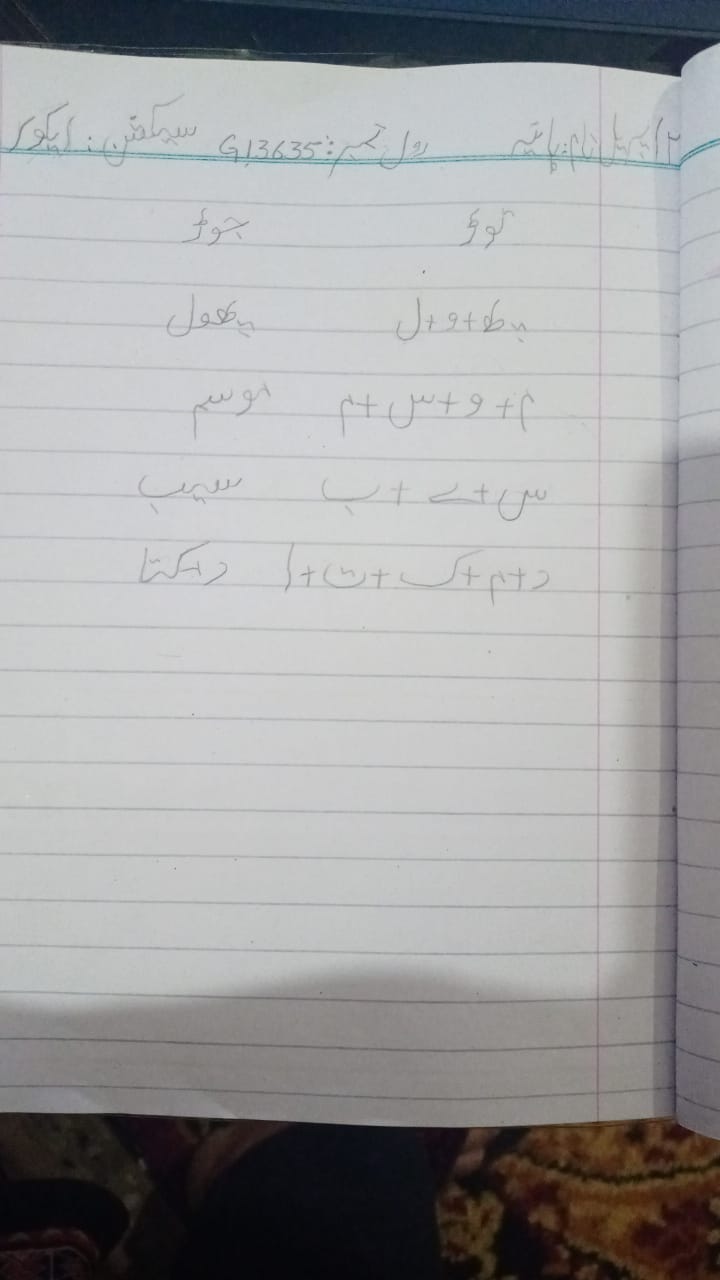 ۲ اپریل نام: ہانیہ رول نمبر: G13635 سیکشن: ایکور
توڑ جوڑ
پھ+و+ل پھول
م+و+س+م موسم
س+ے+ب سیب
د+م+ک+ت+ا دمکتا